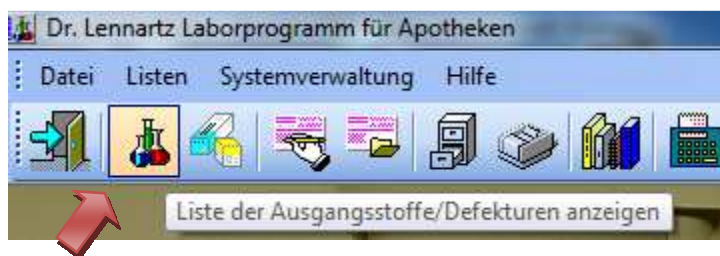 Dr. Lennartz Laborprogramm für Apotheken
Datei Listen Systemverwaltung Hilfe
Liste der Ausgangsstoffe/Defekturen anzeigen